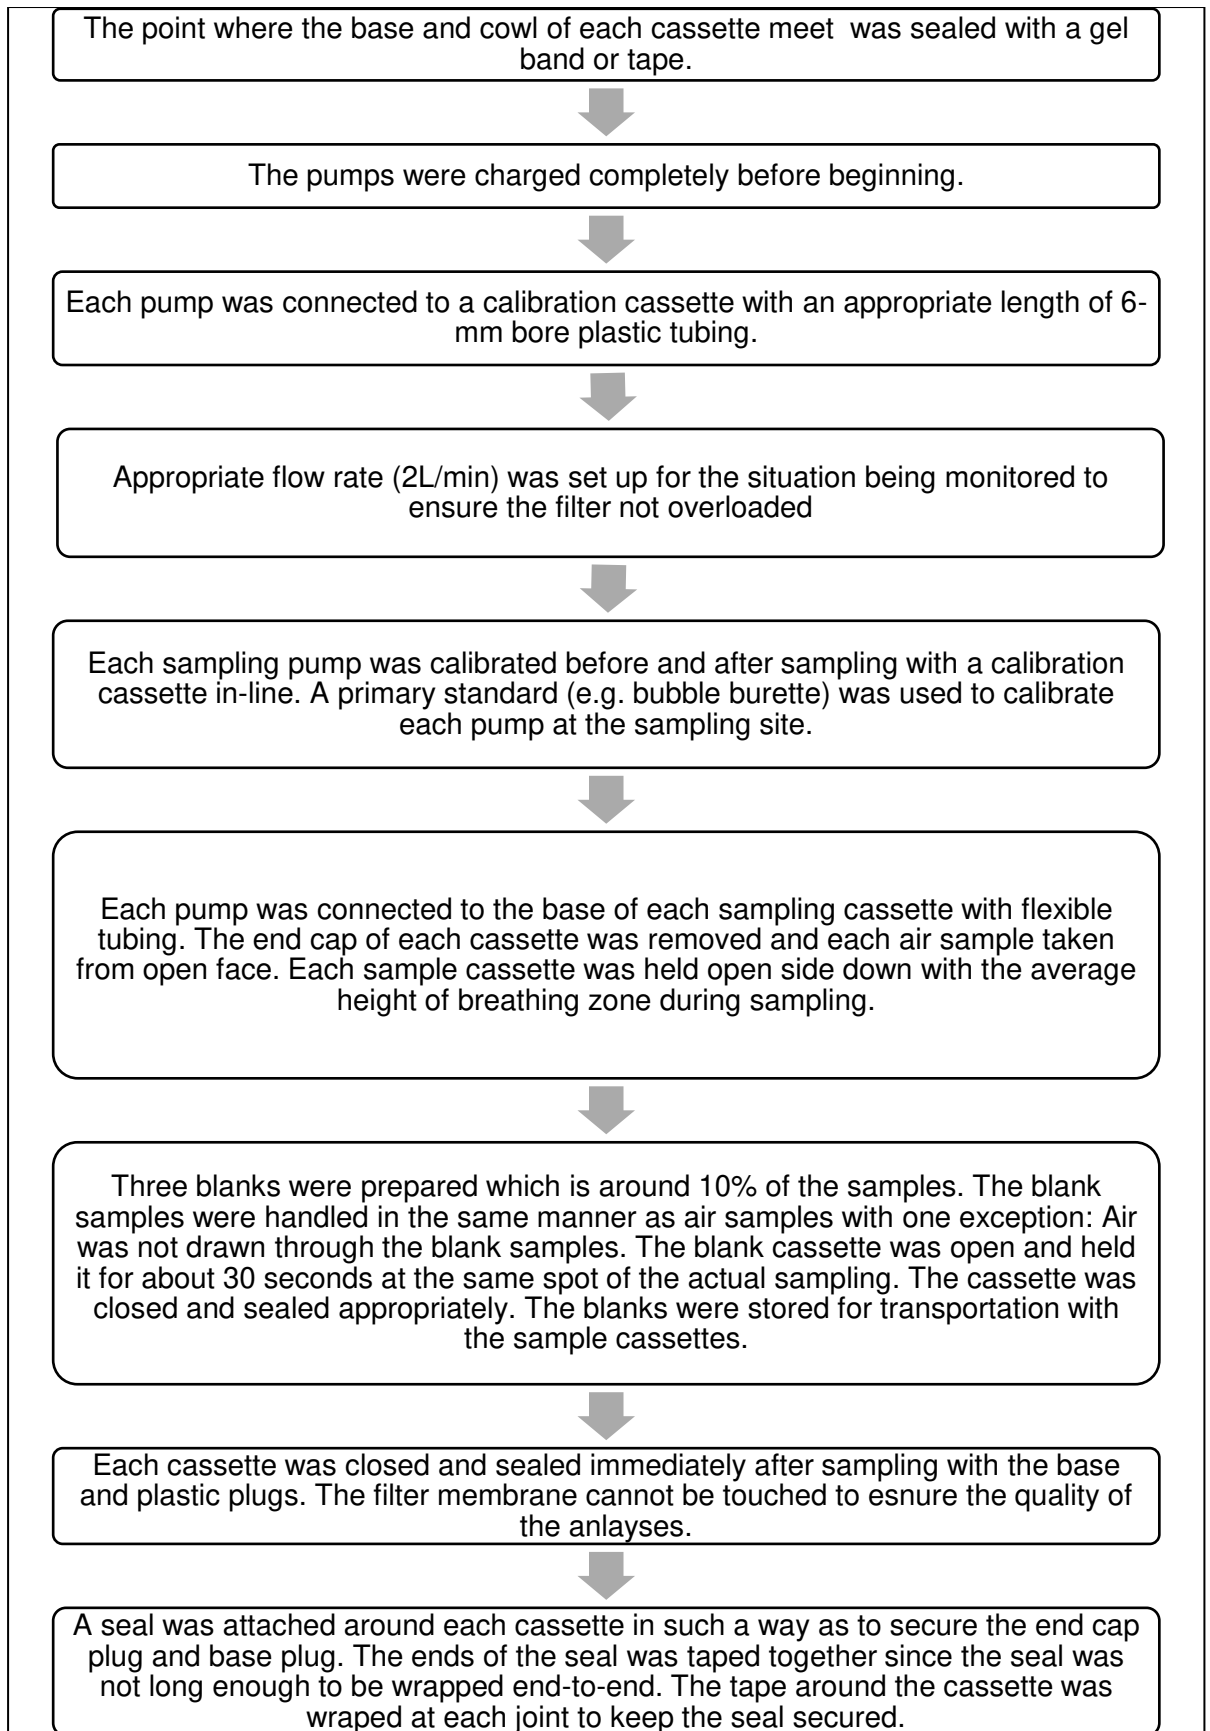 The point where the base and cowl of each cassette meet  was sealed with a gel
band or tape.
The pumps were charged completely before beginning.
Each pump was connected to a calibration cassette with an appropriate length of 6-
mm bore plastic tubing.
Appropriate flow rate (2L/min) was set up for the situation being monitored to
ensure the filter not overloaded
Each sampling pump was calibrated before and after sampling with a calibration
cassette in-line. A primary standard (e.g. bubble burette) was used to calibrate
each pump at the sampling site.
Each pump was connected to the base of each sampling cassette with flexible
tubing. The end cap of each cassette was removed and each air sample taken
from open face. Each sample cassette was held open side down with the average
height of breathing zone during sampling.
Three blanks were prepared which is around 10% of the samples. The blank
samples were handled in the same manner as air samples with one exception: Air
was not drawn through the blank samples. The blank cassette was open and held
it for about 30 seconds at the same spot of the actual sampling. The cassette was
closed and sealed appropriately. The blanks were stored for transportation with
the sample cassettes.
Each cassette was closed and sealed immediately after sampling with the base
and plastic plugs. The filter membrane cannot be touched to esnure the quality of
the anlayses.
A seal was attached around each cassette in such a way as to secure the end cap
plug and base plug. The ends of the seal was taped together since the seal was
not long enough to be wrapped end-to-end. The tape around the cassette was
wraped at each joint to keep the seal secured.